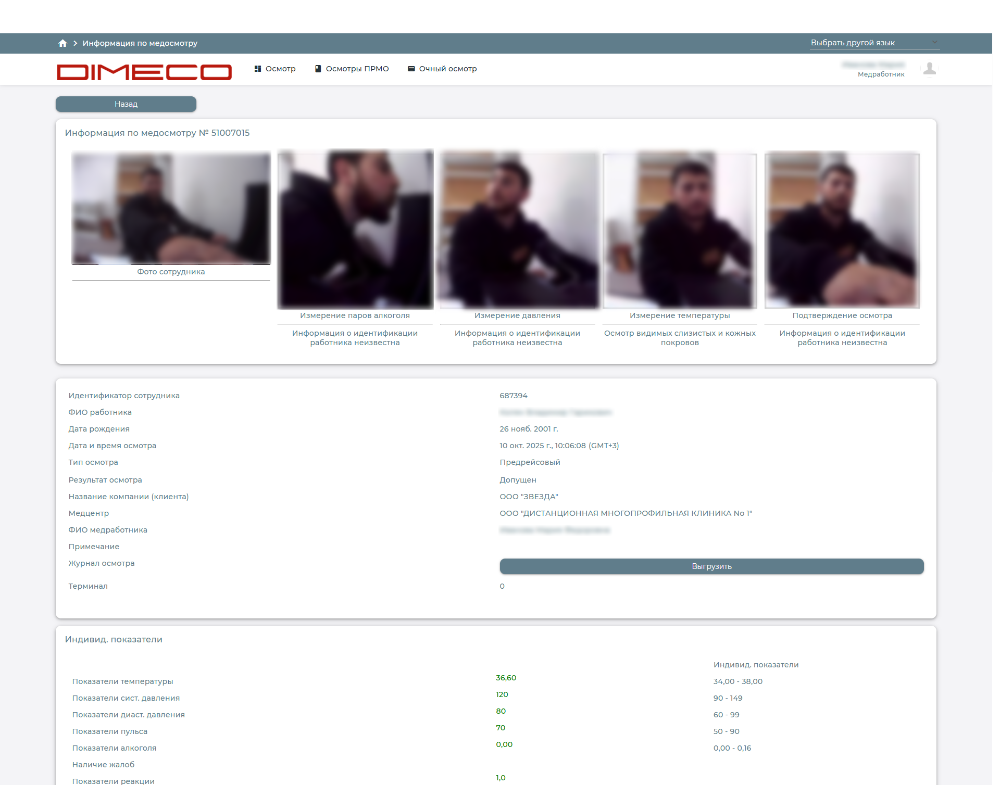 Информация по медосмотру
Выбрать другой язык
DIMECO
Осмотр
Осмотры ПРМО
Очный осмотр
Медработник
Назад
Информация по медосмотру № 51007015
Фото сотрудника
Измерение паров алкоголя
Информация о идентификации
работника неизвестна
Измерение давления
Информация о идентификации
работника неизвестна
Измерение температуры
Осмотр видимых слизистых и кожных
покровов
Подтверждение осмотра
Информация о идентификации
работника неизвестна
Идентификатор сотрудника 687394
ФИО работника
Дата рождения 26 нояб. 2001 г.
Дата и время осмотра 10 окт. 2025 г., 10:06:08 (GMT+3)
Тип осмотра Предрейсовый
Результат осмотра Допущен
Название компании (клиента) ООО "ЗВЕЗДА"
Медцентр ООО "ДИСТАНЦИОННАЯ МНОГОПРОФИЛЬНАЯ КЛИНИКА No 1"
ФИО медработника
Примечание
Журнал осмотра Выгрузить
Терминал 0
Индивид. показатели
Индивид. показатели
Показатели температуры 36,60 34,00 - 38,00
Показатели сист. давления 120 90 - 149
Показатели диаст. давления 80 60 - 99
Показатели пульса 70 50 - 90
Показатели алкоголя 0,00 0,00 - 0,16
Наличие жалоб
Показатели реакции 1,0